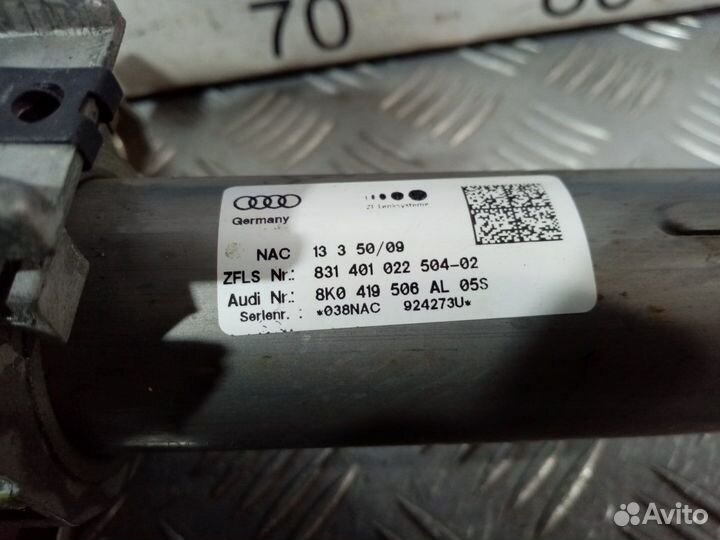 70
Germany
ZF Lenksysteme
NAC 13 3 50/09
ZFLS Nr.: 831 401 022 504-02
Audi Nr.: 8K0 419 506 AL 05S
Serlenr. : *038NAC 924273U*
Avito